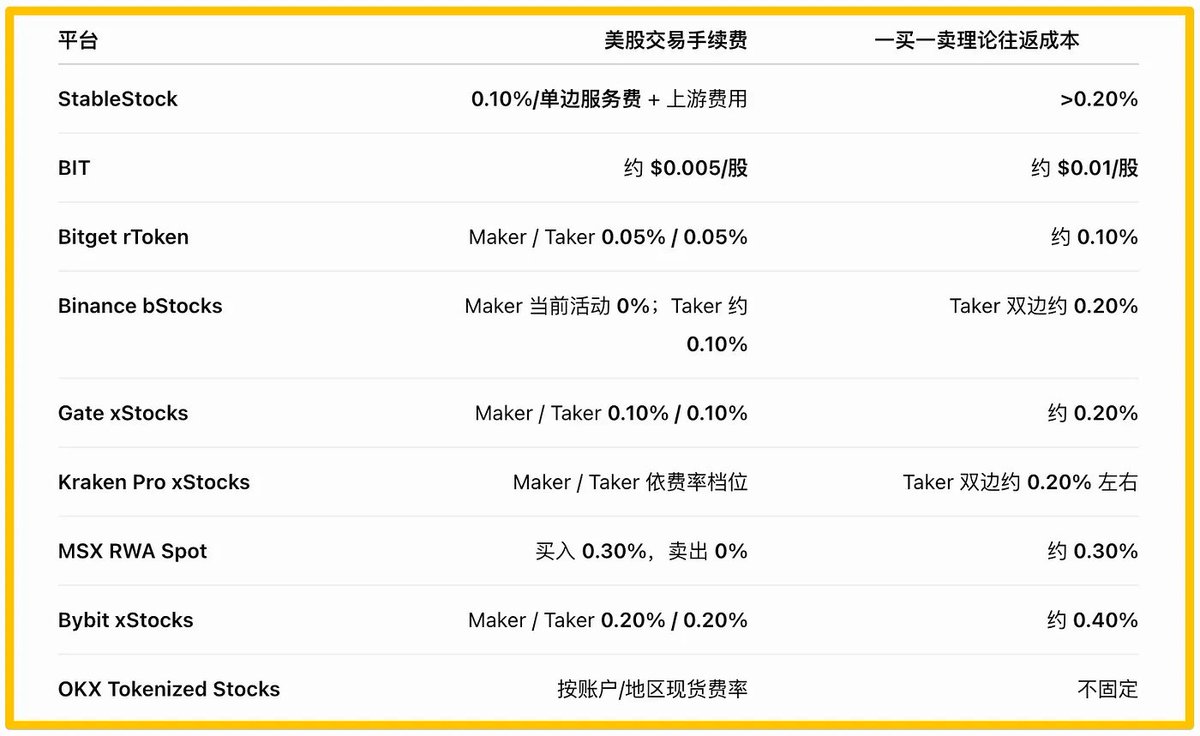 平台 美股交易手续费 一买一卖理论往返成本
StableStock 0.10%/单边服务费 + 上游费用 >0.20%
BIT 约 $0.005/股 约 $0.01/股
Bitget rToken Maker / Taker 0.05% / 0.05% 约 0.10%
Binance bStocks Maker 当前活动 0%；Taker 约 Taker 双边约 0.20%
0.10%
Gate xStocks Maker / Taker 0.10% / 0.10% 约 0.20%
Kraken Pro xStocks Maker / Taker 依费率档位 Taker 双边约 0.20% 左右
MSX RWA Spot 买入 0.30%，卖出 0% 约 0.30%
Bybit xStocks Maker / Taker 0.20% / 0.20% 约 0.40%
OKX Tokenized Stocks 按账户/地区现货费率 不固定